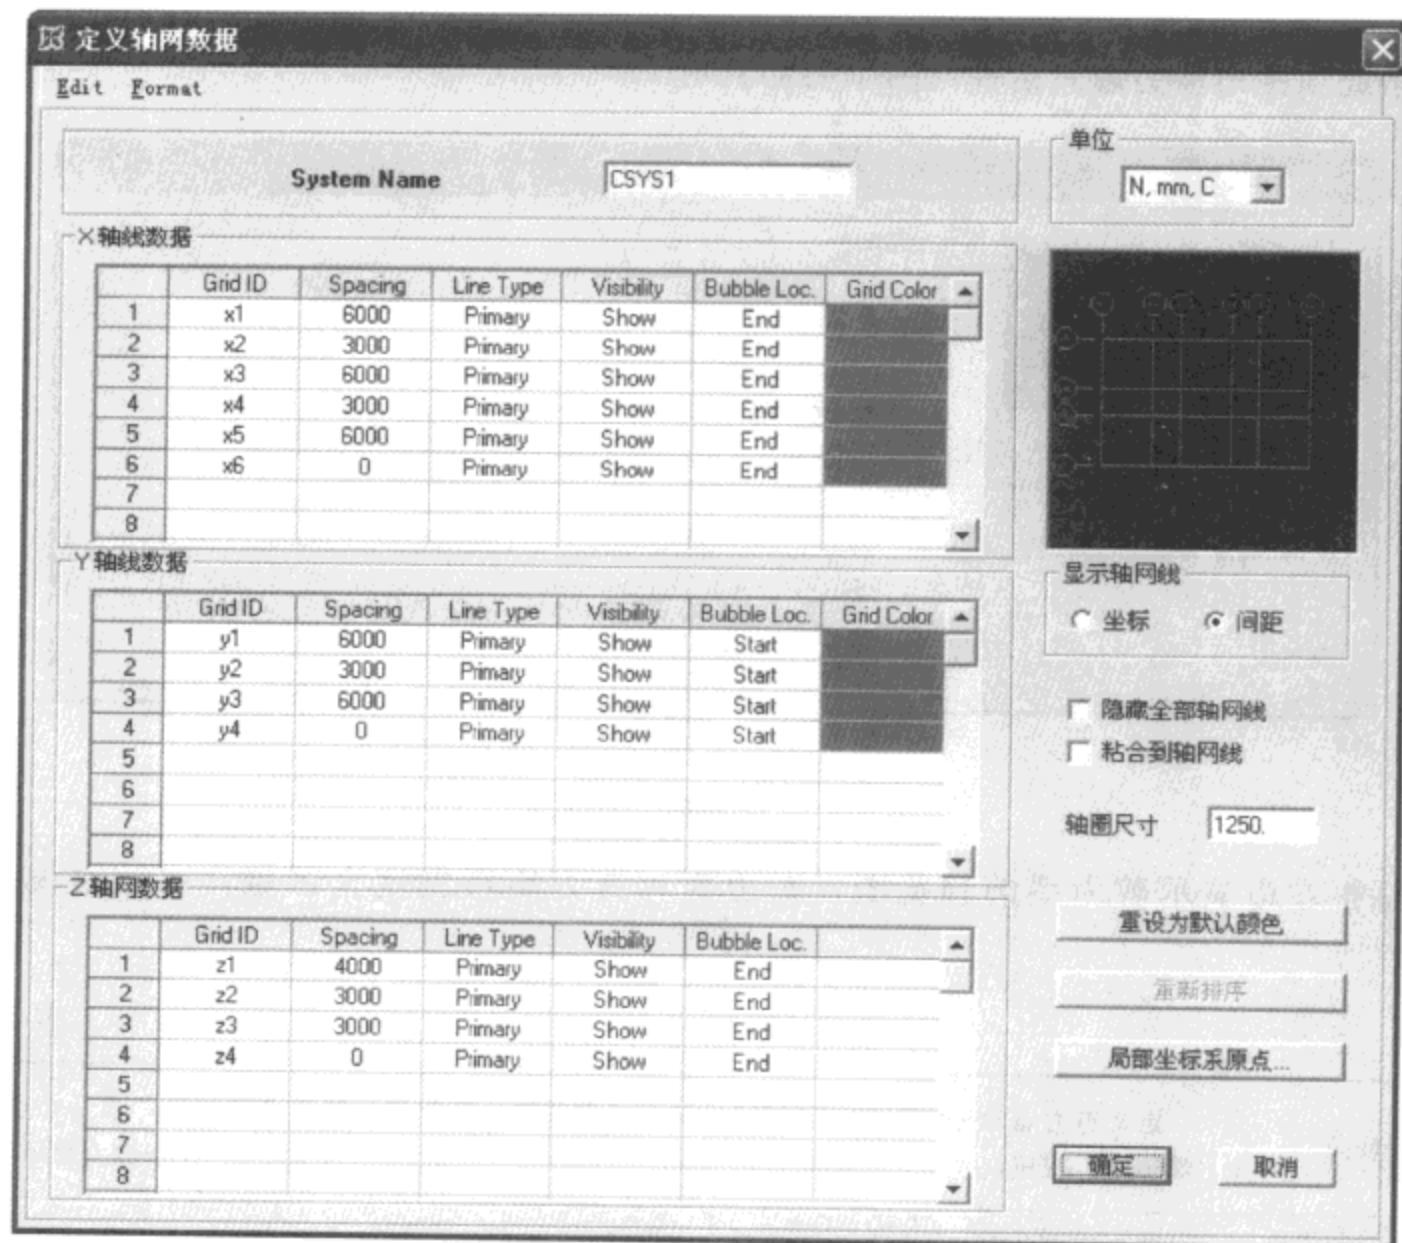 定义轴网数据
Edit Format
System Name CSYS1
单位
N, mm, C
X 轴线数据
Grid ID Spacing Line Type Visibility Bubble Loc. Grid Color
1 x1 6000 Primary Show End
2 x2 3000 Primary Show End
3 x3 6000 Primary Show End
4 x4 3000 Primary Show End
5 x5 6000 Primary Show End
6 x6 0 Primary Show End
7
8
Y 轴线数据
Grid ID Spacing Line Type Visibility Bubble Loc. Grid Color
1 y1 6000 Primary Show Start
2 y2 3000 Primary Show Start
3 y3 6000 Primary Show Start
4 y4 0 Primary Show Start
5
6
7
8
Z 轴网数据
Grid ID Spacing Line Type Visibility Bubble Loc.
1 z1 4000 Primary Show End
2 z2 3000 Primary Show End
3 z3 3000 Primary Show End
4 z4 0 Primary Show End
5
6
7
8
显示轴网线
坐标 间距
隐藏全部轴网线
粘合到轴网线
轴圈尺寸 1250.
重设为默认颜色
重新排序
局部坐标系原点...
确定 取消